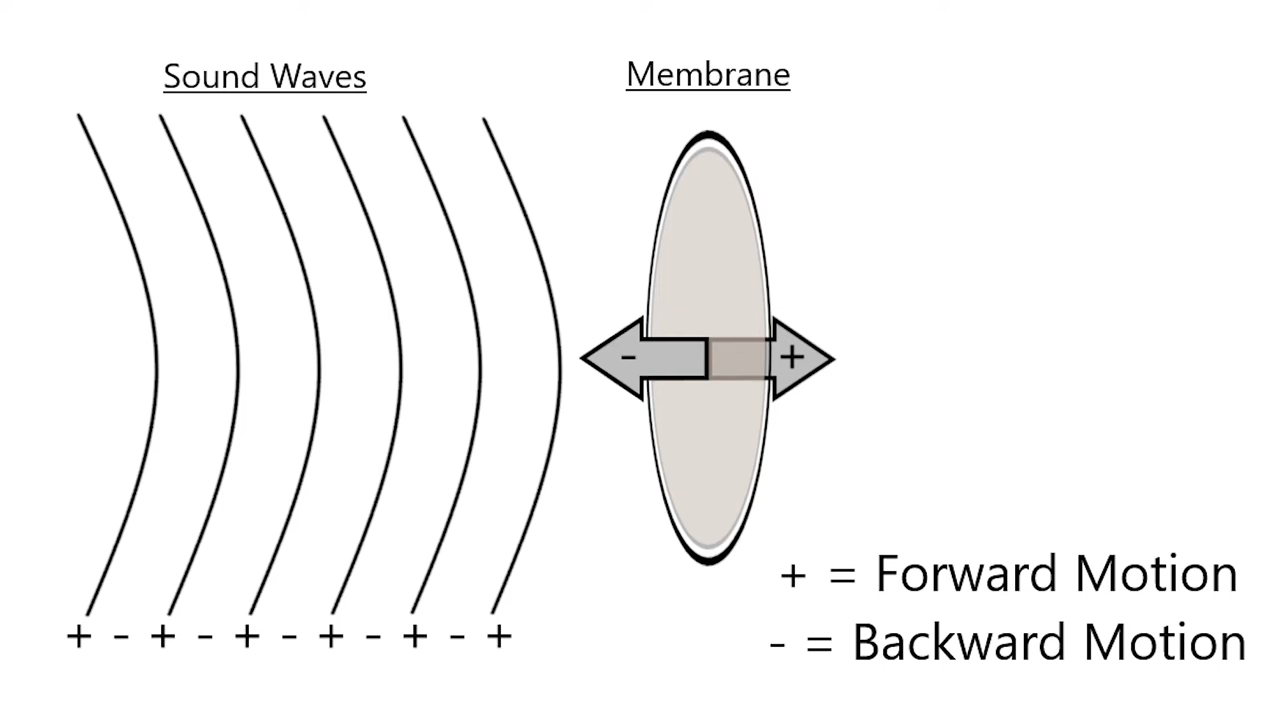 Sound Waves
Membrane
- +
+ = Forward Motion
+ - + - + - + - + - +
- = Backward Motion